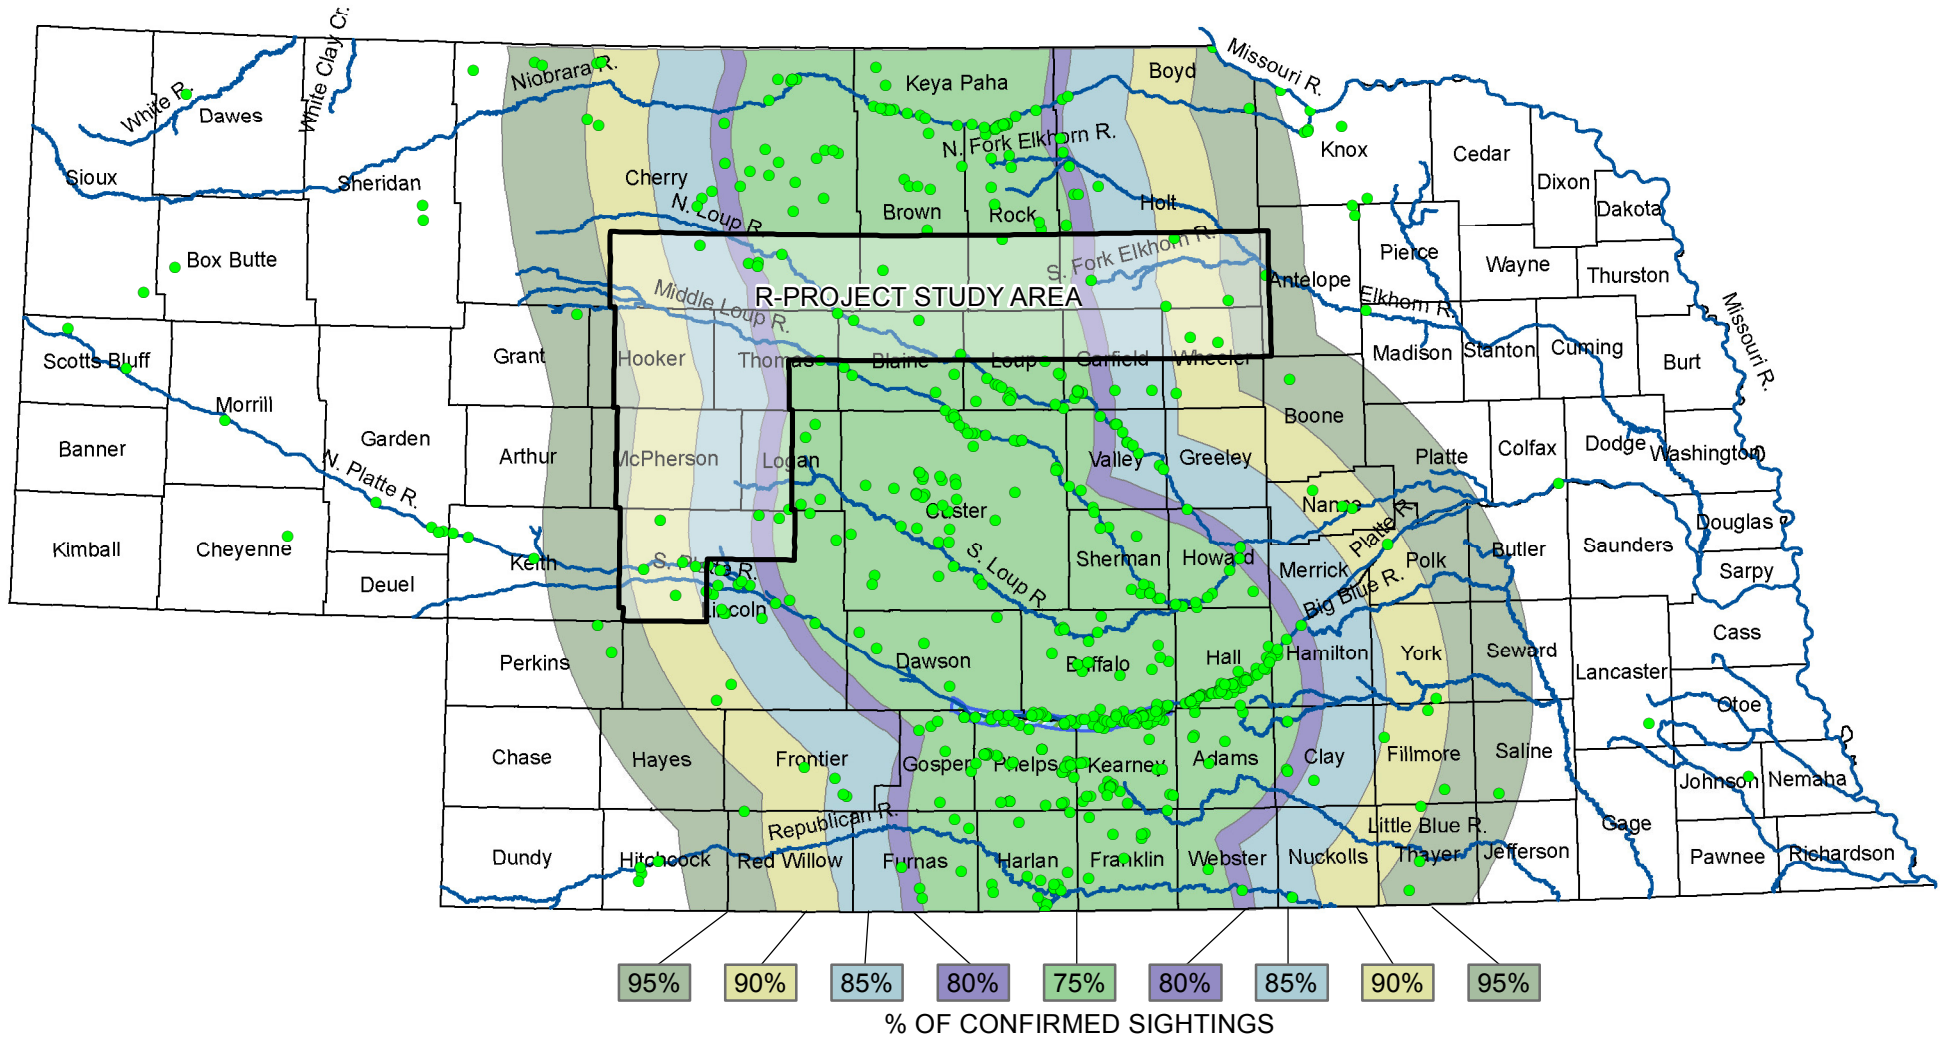 White Clay Cr.
Missouri R.
Niobrara R.
Boyd
Keya Paha
White R.
Dawes
N. Fork Elkhorn R.
Knox
Cedar
Sioux
Sheridan
Cherry
Dixon
N. Loup R.
Brown
Rock
Holt
Dakota
Box Butte
S. Fork Elkhorn R.
Pierce
Wayne
Thurston
Antelope
Middle Loup R.
R-PROJECT STUDY AREA
Elkhorn R.
Missouri R.
Scotts Bluff
Grant
Hooker
Thomas
Blaine
Loup
Garfield
Wheeler
Madison
Stanton
Cuming
Burt
Morrill
Boone
Banner
Garden
Arthur
McPherson
Logan
Valley
Greeley
Platte
Colfax
Dodge
Washington
N. Platte R.
Custer
Nance
Platte R.
Douglas
Kimball
Cheyenne
Keith
S. Platte R.
S. Loup R.
Sherman
Howard
Merrick
Polk
Butler
Saunders
Sarpy
Deuel
Lincoln
Big Blue R.
Cass
Perkins
Dawson
Buffalo
Hall
Hamilton
York
Seward
Lancaster
Otoe
Chase
Hayes
Frontier
Gosper
Phelps
Kearney
Adams
Clay
Fillmore
Saline
Johnson
Nemaha
Republican R.
Little Blue R.
Gage
Dundy
Hitchcock
Red Willow
Furnas
Harlan
Franklin
Webster
Nuckolls
Thayer
Jefferson
Pawnee
Richardson
95%
90%
85%
80%
75%
80%
85%
90%
95%
% OF CONFIRMED SIGHTINGS